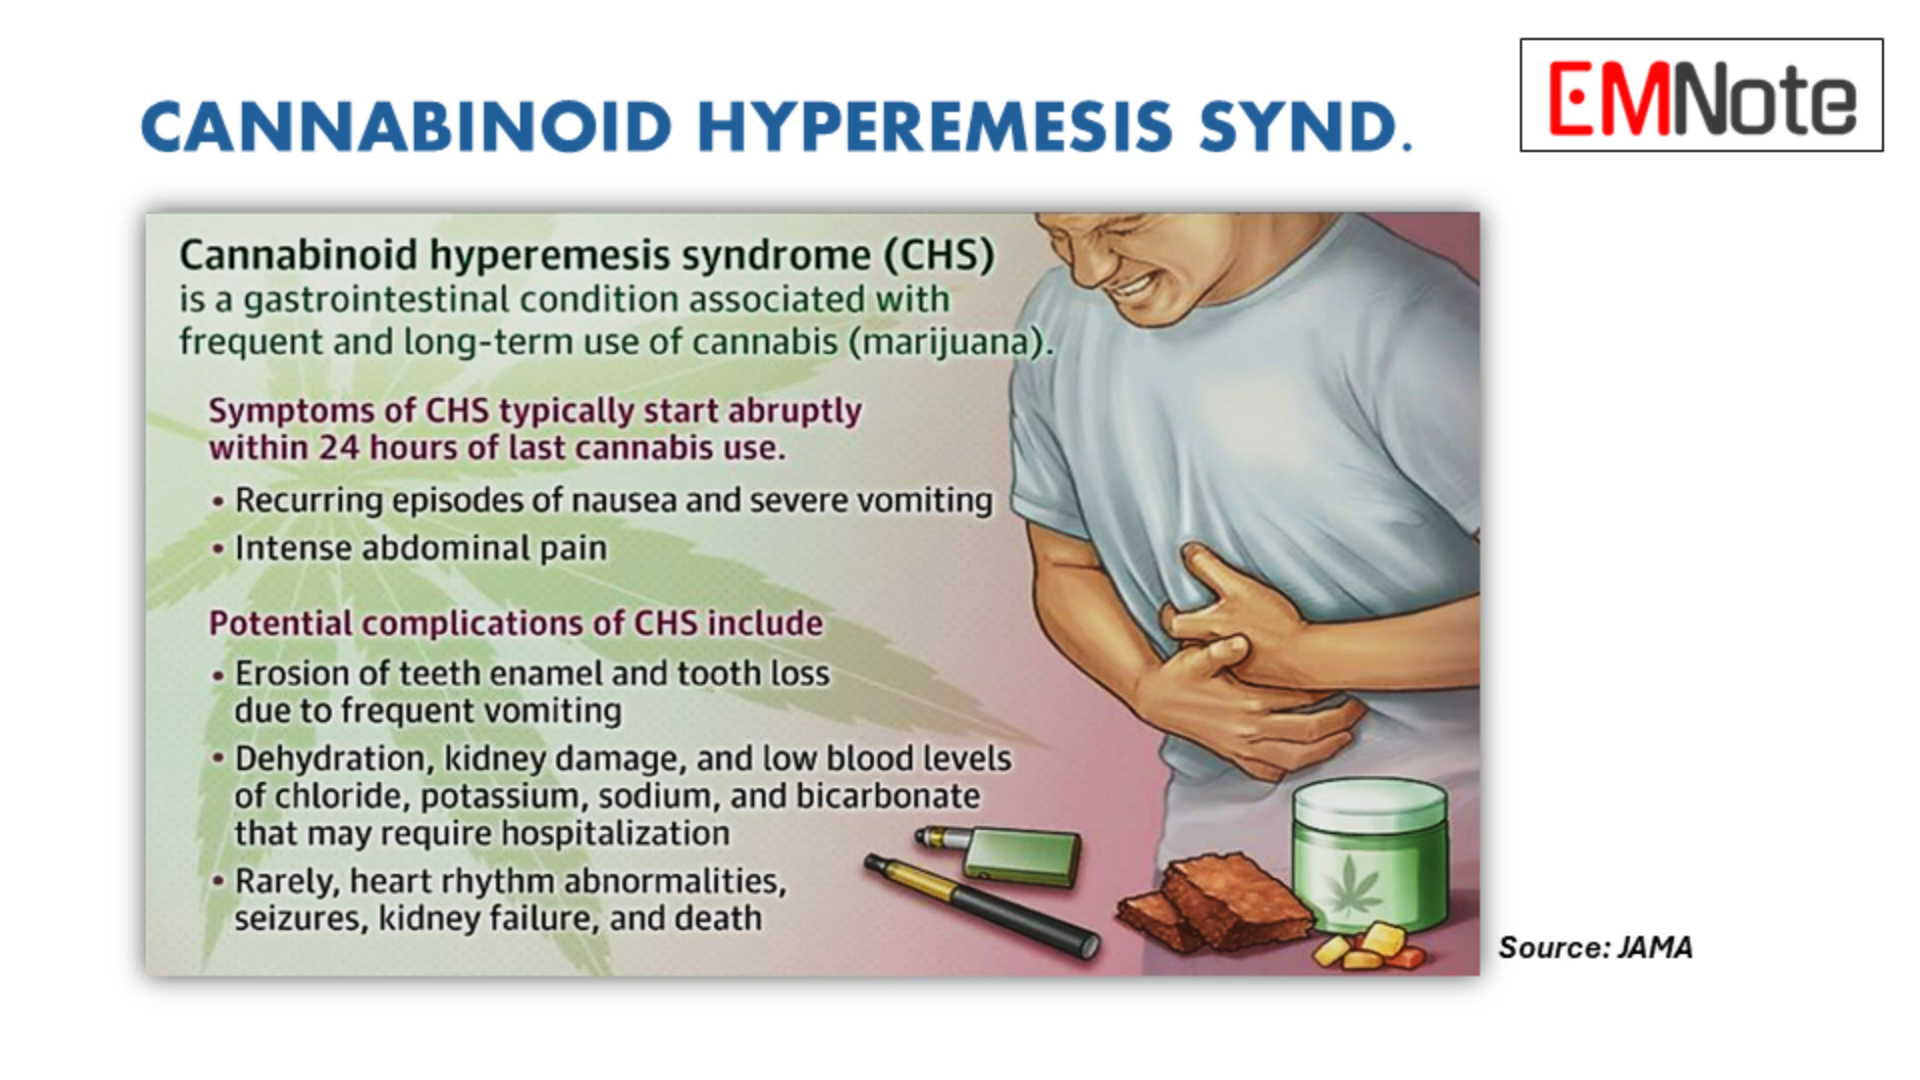 CANNABINOID HYPEREMESIS SYND.
EMNote
Cannabinoid hyperemesis syndrome (CHS)
is a gastrointestinal condition associated with
frequent and long-term use of cannabis (marijuana).
Symptoms of CHS typically start abruptly
within 24 hours of last cannabis use.
• Recurring episodes of nausea and severe vomiting
• Intense abdominal pain
Potential complications of CHS include
• Erosion of teeth enamel and tooth loss
due to frequent vomiting
• Dehydration, kidney damage, and low blood levels
of chloride, potassium, sodium, and bicarbonate
that may require hospitalization
• Rarely, heart rhythm abnormalities,
seizures, kidney failure, and death
Source: JAMA